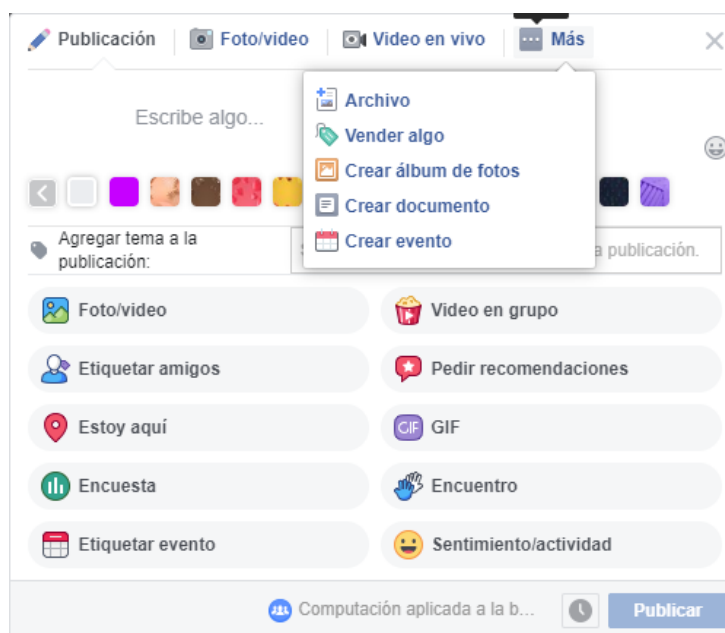 Publicación
Foto/video
Video en vivo
Más
Escribe algo...
Archivo
Vender algo
Crear álbum de fotos
Crear documento
Crear evento
Agregar tema a la
publicación:
a publicación.
Foto/video
Video en grupo
Etiquetar amigos
Pedir recomendaciones
Estoy aquí
GIF
GIF
Encuesta
Encuentro
Etiquetar evento
Sentimiento/actividad
Computación aplicada a la b...
Publicar